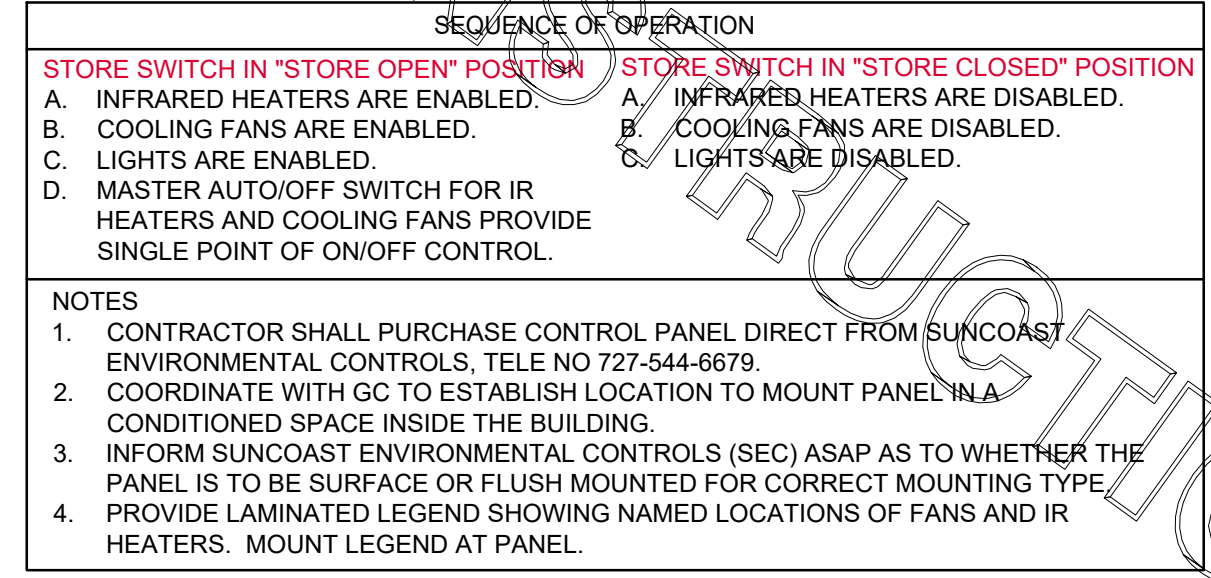 SEQUENCE OF OPERATION
STORE SWITCH IN "STORE OPEN" POSITION
A. INFRARED HEATERS ARE ENABLED.
B. COOLING FANS ARE ENABLED.
C. LIGHTS ARE ENABLED.
D. MASTER AUTO/OFF SWITCH FOR IR
HEATERS AND COOLING FANS PROVIDE
SINGLE POINT OF ON/OFF CONTROL.
STORE SWITCH IN "STORE CLOSED" POSITION
A. INFRARED HEATERS ARE DISABLED.
B. COOLING FANS ARE DISABLED.
C. LIGHTS ARE DISABLED.
NOTES
1. CONTRACTOR SHALL PURCHASE CONTROL PANEL DIRECT FROM SUNCOAST
ENVIRONMENTAL CONTROLS, TELE NO 727-544-6679.
2. COORDINATE WITH GC TO ESTABLISH LOCATION TO MOUNT PANEL IN A
CONDITIONED SPACE INSIDE THE BUILDING.
3. INFORM SUNCOAST ENVIRONMENTAL CONTROLS (SEC) ASAP AS TO WHETHER THE
PANEL IS TO BE SURFACE OR FLUSH MOUNTED FOR CORRECT MOUNTING TYPE.
4. PROVIDE LAMINATED LEGEND SHOWING NAMED LOCATIONS OF FANS AND IR
HEATERS. MOUNT LEGEND AT PANEL.